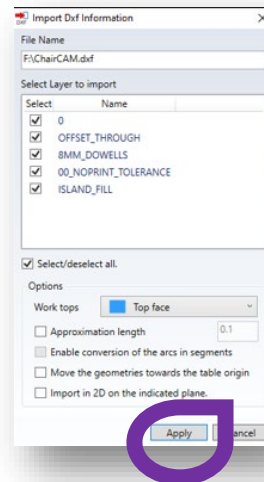 Import Dxf Information
File Name
F:\ChairCAM.dxf
Select Layer to import
Select Name
0
OFFSET_THROUGH
8MM_DOWELLS
00_NOPRINT_TOLERANCE
ISLAND_FILL
Select/deselect all.
Options
Work tops Top face
Approximation length 0.1
Enable conversion of the arcs in segments
Move the geometries towards the table origin
Import in 2D on the indicated plane.
Apply ancel